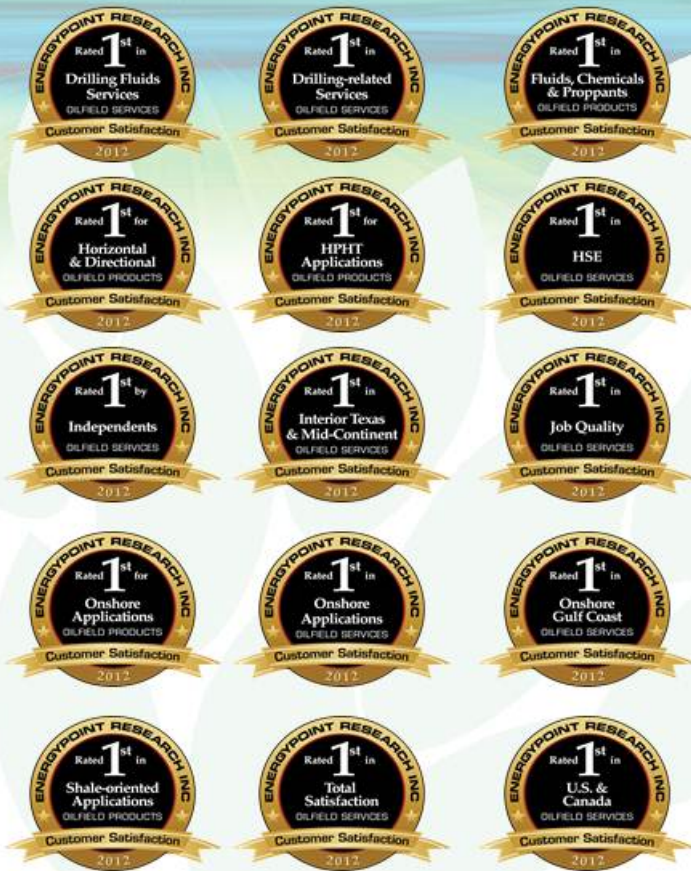 ENERGYPOINT RESEARCH INC
Rated 1st in
Drilling Fluids
Services
OILFIELD SERVICES
Customer Satisfaction
2012
ENERGYPOINT RESEARCH INC
Rated 1st in
Drilling-related
Services
OILFIELD SERVICES
Customer Satisfaction
2012
ENERGYPOINT RESEARCH INC
Rated 1st in
Fluids, Chemicals
& Proppants
OILFIELD PRODUCTS
Customer Satisfaction
2012
ENERGYPOINT RESEARCH INC
Rated 1st for
Horizontal
& Directional
OILFIELD PRODUCTS
Customer Satisfaction
2012
ENERGYPOINT RESEARCH INC
Rated 1st for
HPHT
Applications
OILFIELD PRODUCTS
Customer Satisfaction
2012
ENERGYPOINT RESEARCH INC
Rated 1st in
HSE
OILFIELD SERVICES
Customer Satisfaction
2012
ENERGYPOINT RESEARCH INC
Rated 1st by
Independents
OILFIELD SERVICES
Customer Satisfaction
2012
ENERGYPOINT RESEARCH INC
Rated 1st in
Interior Texas
& Mid-Continent
OILFIELD SERVICES
Customer Satisfaction
2012
ENERGYPOINT RESEARCH INC
Rated 1st in
Job Quality
OILFIELD SERVICES
Customer Satisfaction
2012
ENERGYPOINT RESEARCH INC
Rated 1st for
Onshore
Applications
OILFIELD PRODUCTS
Customer Satisfaction
2012
ENERGYPOINT RESEARCH INC
Rated 1st in
Onshore
Applications
OILFIELD SERVICES
Customer Satisfaction
2012
ENERGYPOINT RESEARCH INC
Rated 1st in
Onshore
Gulf Coast
OILFIELD SERVICES
Customer Satisfaction
2012
ENERGYPOINT RESEARCH INC
Rated 1st in
Shale-oriented
Applications
OILFIELD PRODUCTS
Customer Satisfaction
2012
ENERGYPOINT RESEARCH INC
Rated 1st in
Total
Satisfaction
OILFIELD SERVICES
Customer Satisfaction
2012
ENERGYPOINT RESEARCH INC
Rated 1st in
U.S. &
Canada
OILFIELD SERVICES
Customer Satisfaction
2012